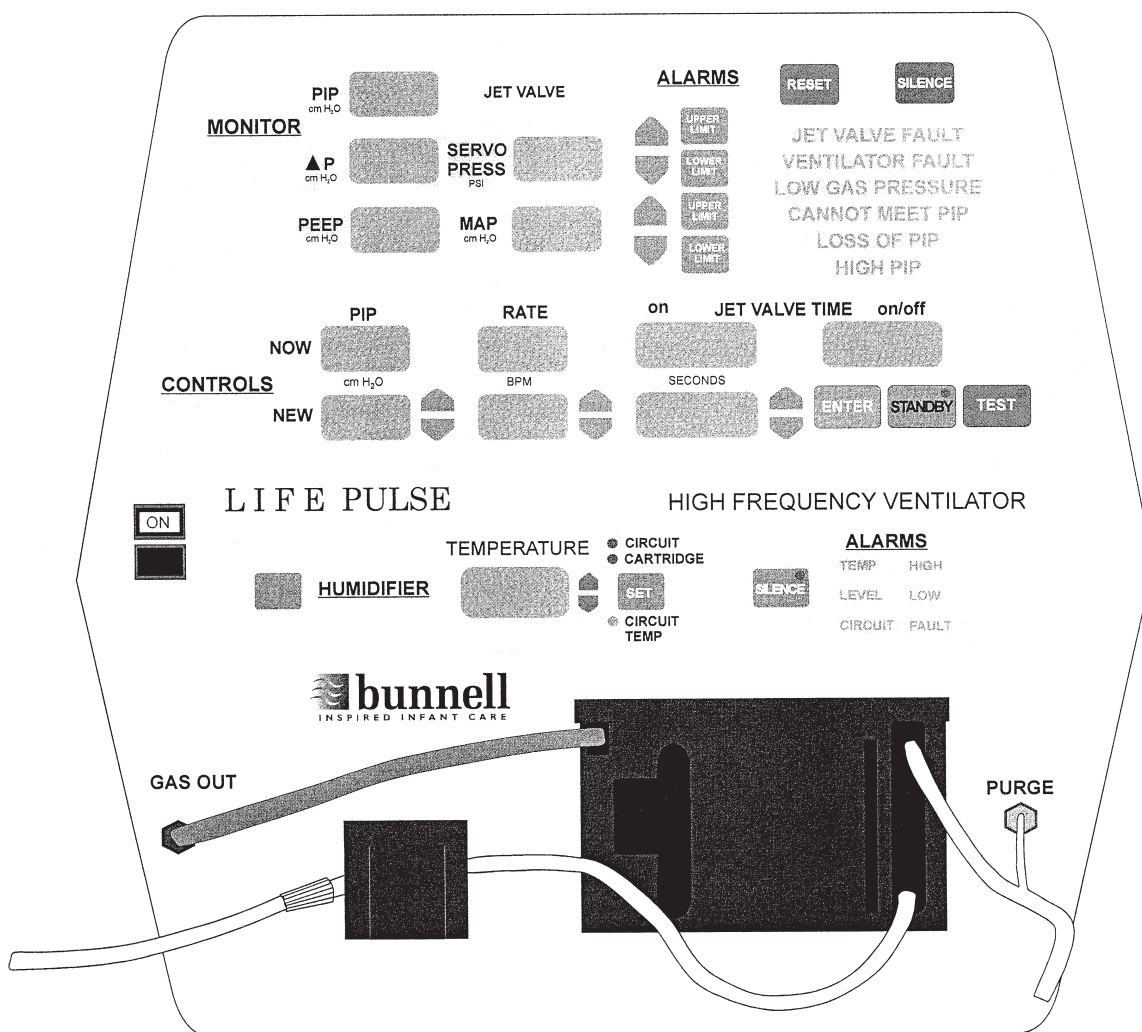 PIP
cm H₂O
JET VALVE
MONITOR
▲P
cm H₂O
SERVO
PRESS
PSI
PEEP
cm H₂O
MAP
cm H₂O
ALARMS
RESET
SILENCE
UPPER
LIMIT
LOWER
LIMIT
UPPER
LIMIT
LOWER
LIMIT
JET VALVE FAULT
VENTILATOR FAULT
LOW GAS PRESSURE
CANNOT MEET PIP
LOSS OF PIP
HIGH PIP
PIP
RATE
on JET VALVE TIME on/off
NOW
CONTROLS
cm H₂O
BPM
SECONDS
NEW
ENTER
STANDBY
TEST
LIFE PULSE
HIGH FREQUENCY VENTILATOR
ON
HUMIDIFIER
TEMPERATURE
CIRCUIT
CARTRIDGE
SET
CIRCUIT
TEMP
SILENCE
ALARMS
TEMP HIGH
LEVEL LOW
CIRCUIT FAULT
bunnell
INSPIRED INFANT CARE
GAS OUT
PURGE